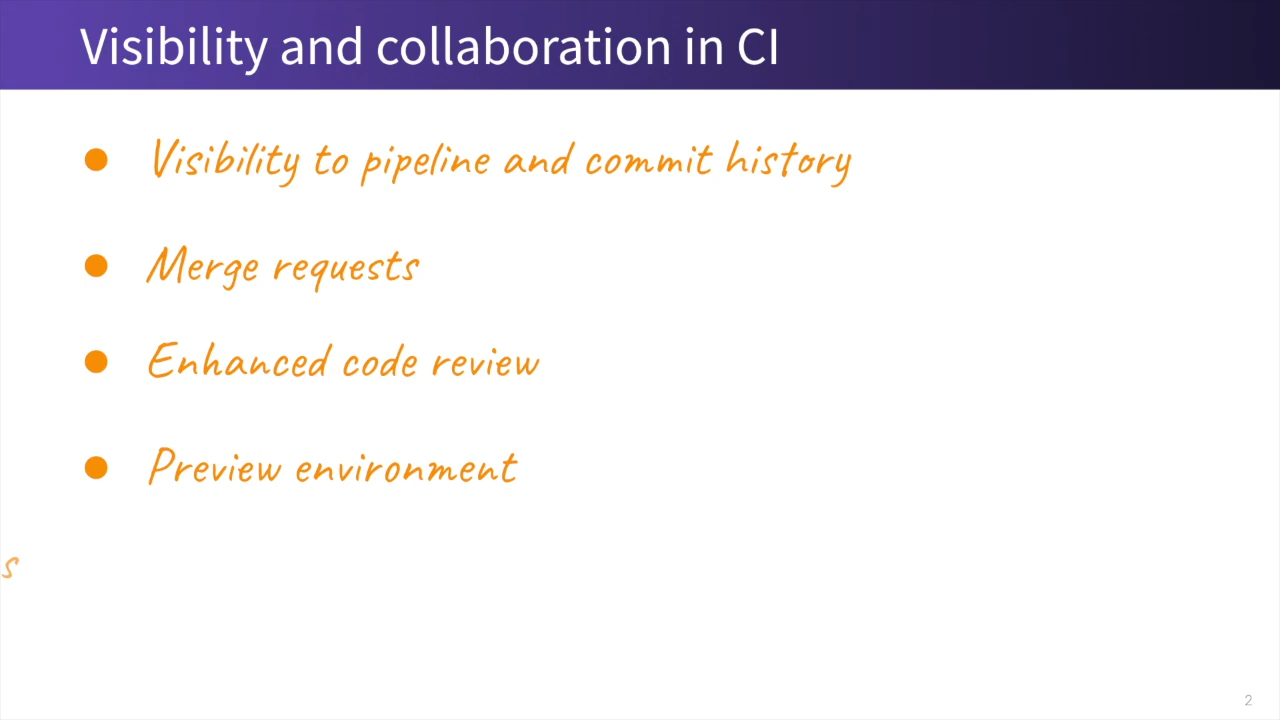 Visibility and collaboration in CI
● Visibility to pipeline and commit history
● Merge requests
● Enhanced code review
● Preview environment
s
2